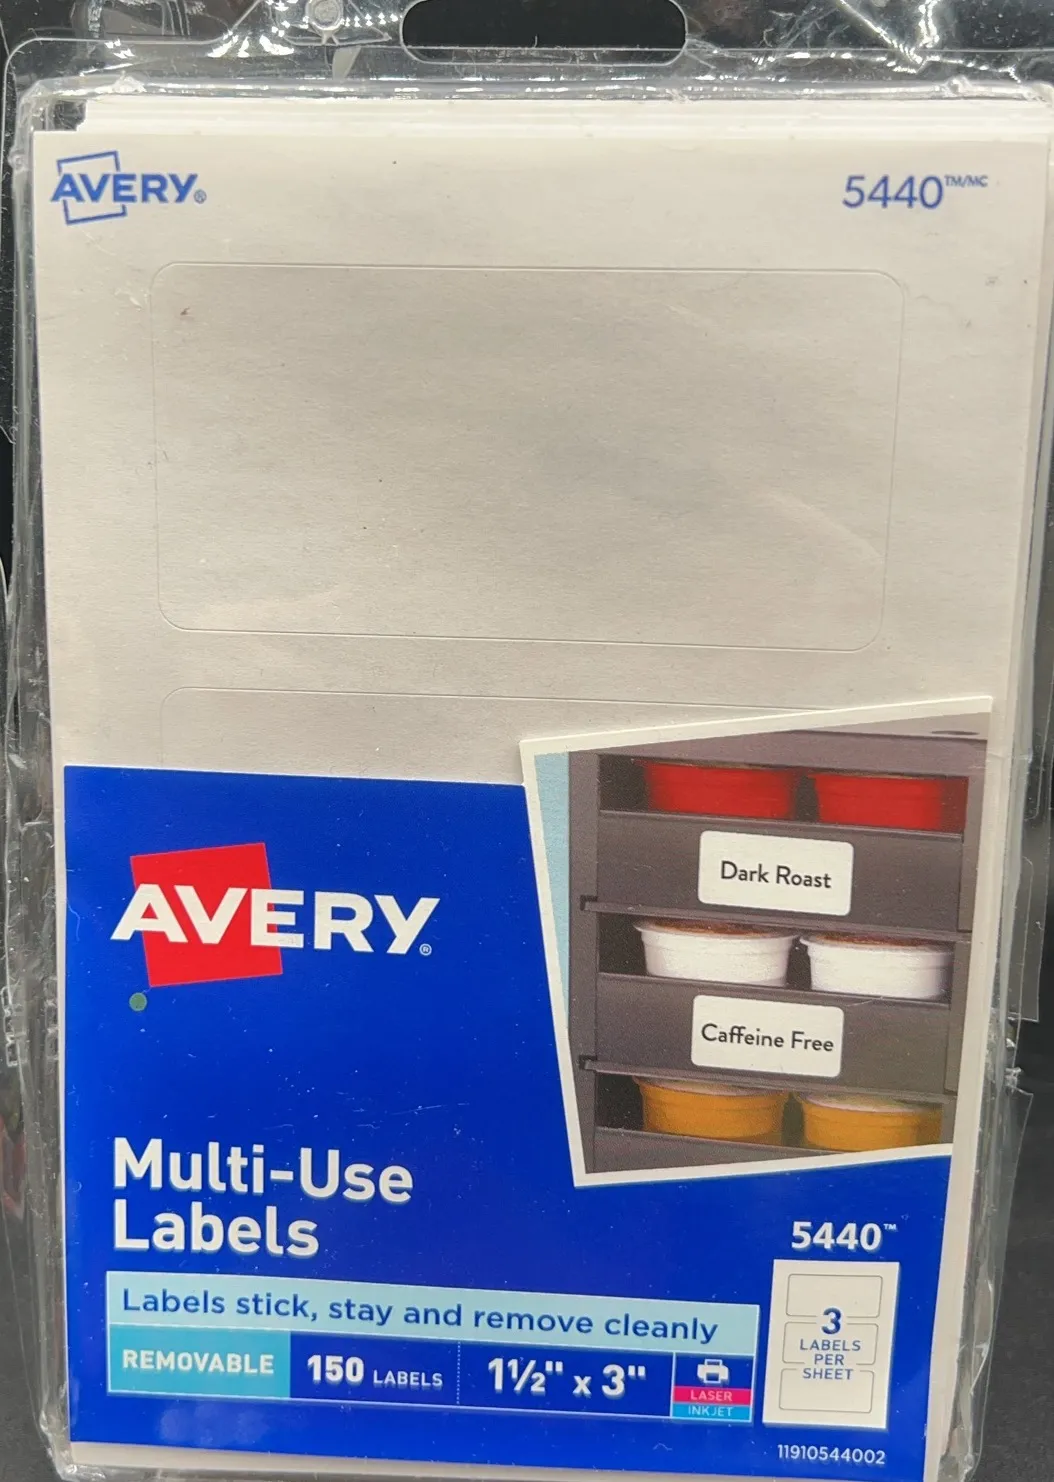 AVERY®
5440™/MC
Dark Roast
AVERY®
Caffeine Free
Multi-Use
Labels
5440™
Labels stick, stay and remove cleanly
REMOVABLE
150 LABELS
1½" x 3"
LASER
INKJET
3
LABELS
PER
SHEET
11910544002